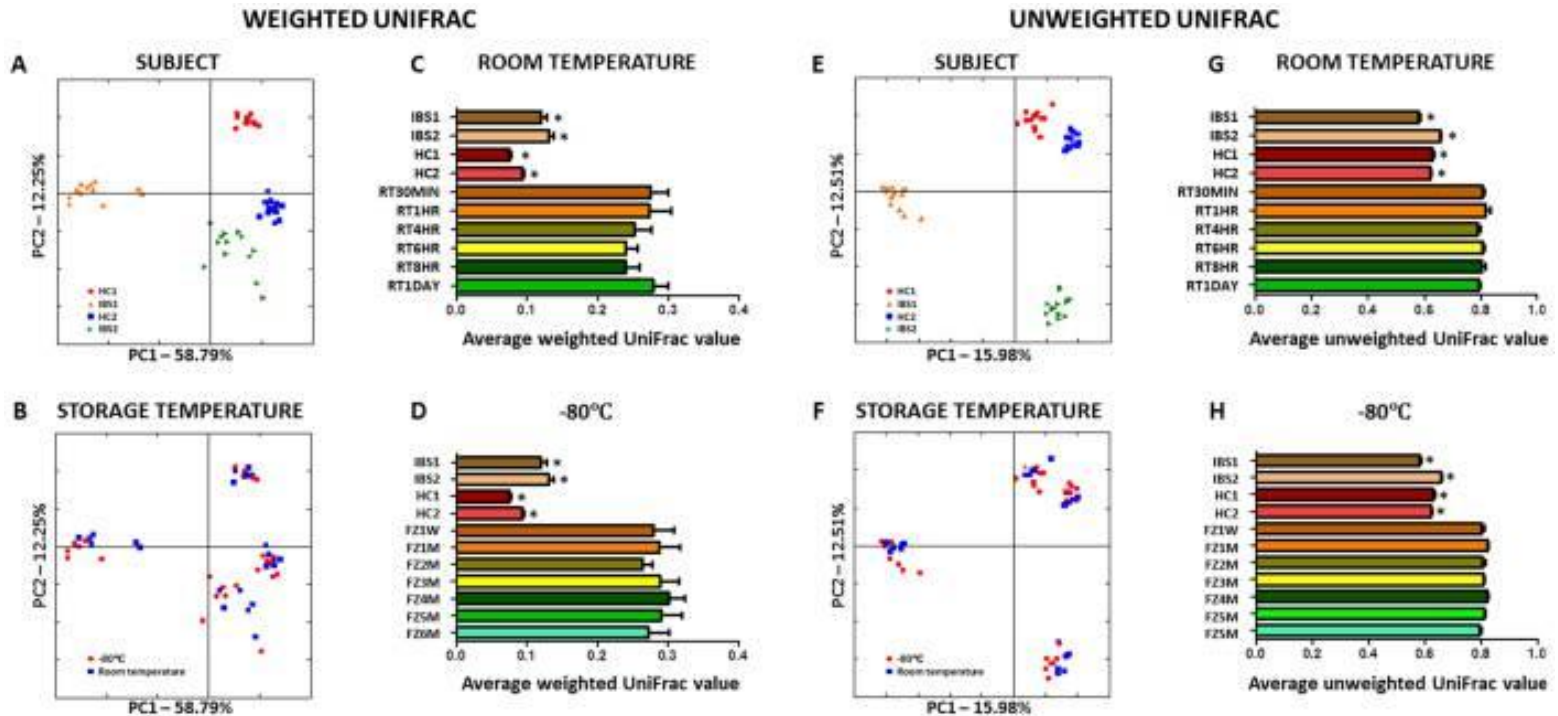 WEIGHTED UNIFRAC
UNWEIGHTED UNIFRAC
A
SUBJECT
PC2 – 12.25%
HC1
IBS1
HC2
IBS2
PC1 – 58.79%
C
ROOM TEMPERATURE
IBS1
IBS2
HC1
HC2
RT30MIN
RT1HR
RT4HR
RT6HR
RT8HR
RT1DAY
* * * *
0.0 0.1 0.2 0.3 0.4
Average weighted UniFrac value
E
SUBJECT
PC2 – 12.51%
HC1
IBS1
HC2
IBS2
PC1 – 15.98%
G
ROOM TEMPERATURE
IBS1
IBS2
HC1
HC2
RT30MIN
RT1HR
RT4HR
RT6HR
RT8HR
RT1DAY
* * * *
0.0 0.2 0.4 0.6 0.8 1.0
Average unweighted UniFrac value
B
STORAGE TEMPERATURE
PC2 – 12.25%
-80°C
Room temperature
PC1 – 58.79%
D
-80°C
IBS1
IBS2
HC1
HC2
FZ1W
FZ1M
FZ2M
FZ3M
FZ4M
FZ5M
FZ6M
* * * *
0.0 0.1 0.2 0.3 0.4
Average weighted UniFrac value
F
STORAGE TEMPERATURE
PC2 – 12.51%
-80°C
Room temperature
PC1 – 15.98%
H
-80°C
IBS1
IBS2
HC1
HC2
FZ1W
FZ1M
FZ2M
FZ3M
FZ4M
FZ5M
FZ5M
* * * *
0.0 0.2 0.4 0.6 0.8 1.0
Average unweighted UniFrac value